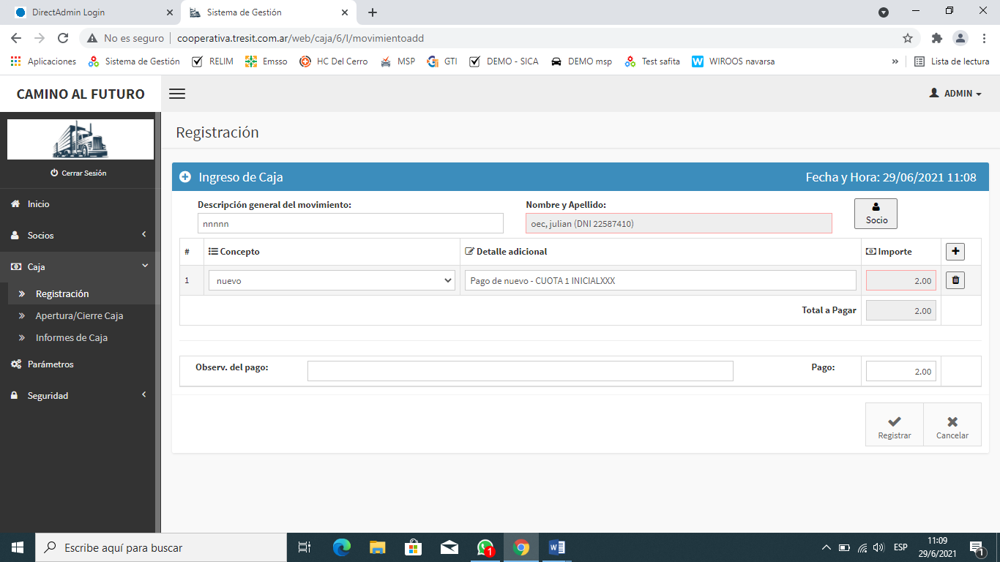 DirectAdmin Login
Sistema de Gestión
No es seguro
cooperativa.tresit.com.ar/web/caja/6/I/movimientoadd
Aplicaciones
Sistema de Gestión
RELIM
Emsso
HC Del Cerro
MSP
GTI
DEMO - SICA
DEMO msp
Test safita
WIROOS navarsa
»
Lista de lectura
CAMINO AL FUTURO
ADMIN
Cerrar Sesión
Inicio
Socios
Caja
Registración
Apertura/Cierre Caja
Informes de Caja
Parámetros
Seguridad
Registración
Ingreso de Caja
Fecha y Hora: 29/06/2021 11:08
Descripción general del movimiento:
Nombre y Apellido:
nnnnn
oec, julian (DNI 22587410)
Socio
# Concepto Detalle adicional Importe
1 nuevo Pago de nuevo - CUOTA 1 INICIALXXX 2.00
Total a Pagar 2.00
Observ. del pago: Pago: 2.00
Registrar
Cancelar
Escribe aquí para buscar
1
ESP
11:09
29/6/2021
1